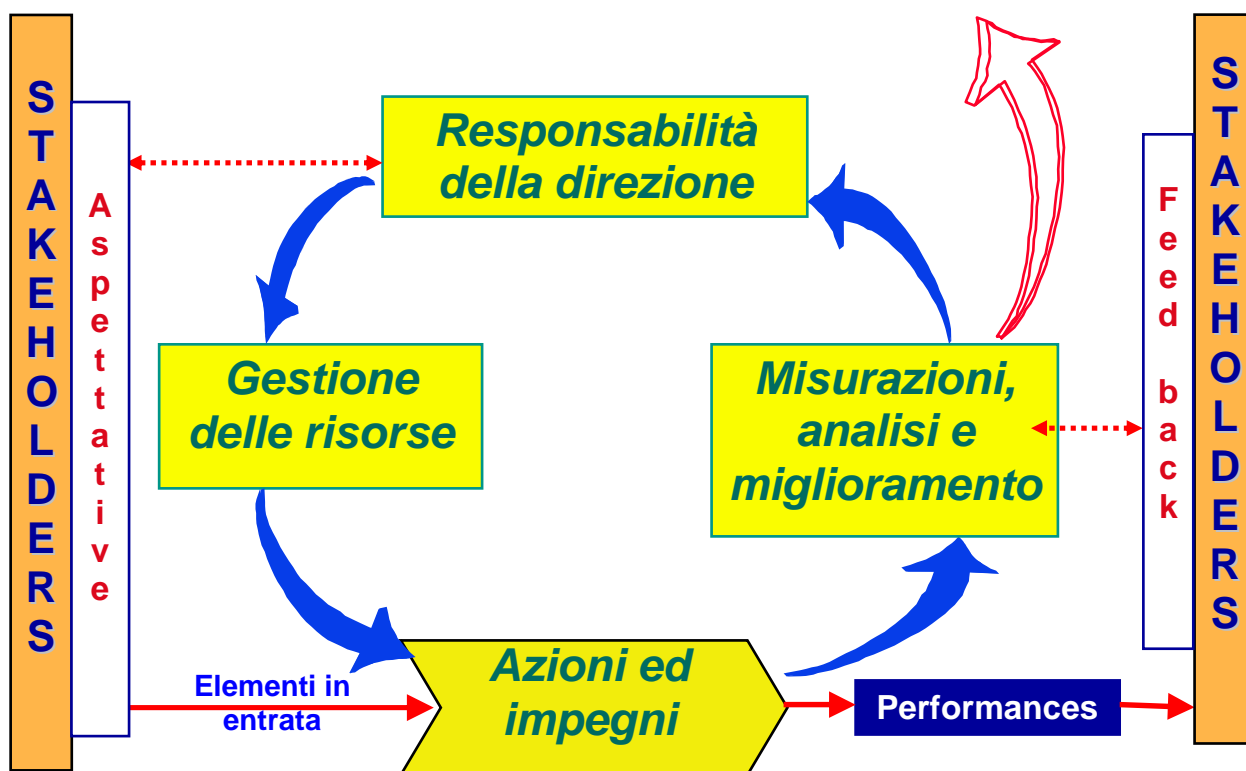 STAKEHOLDERS
Aspettative
Responsabilità
della direzione
Gestione
delle risorse
Misurazioni,
analisi e
miglioramento
Azioni ed
impegni
Elementi in
entrata
Performances
Feed back
STAKEHOLDERS